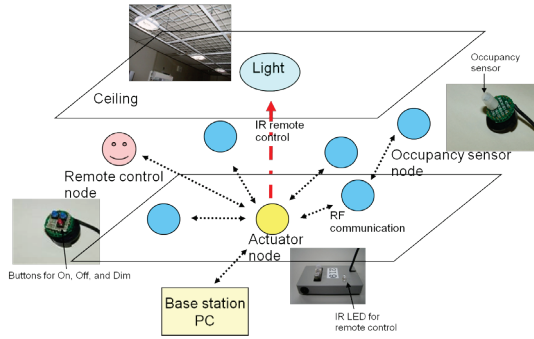 Light
Ceiling
Occupancy
sensor
IR remote
control
Remote control
node
Occupancy sensor
node
RF
communication
Actuator
node
Buttons for On, Off, and Dim
Base station
PC
IR LED for
remote control